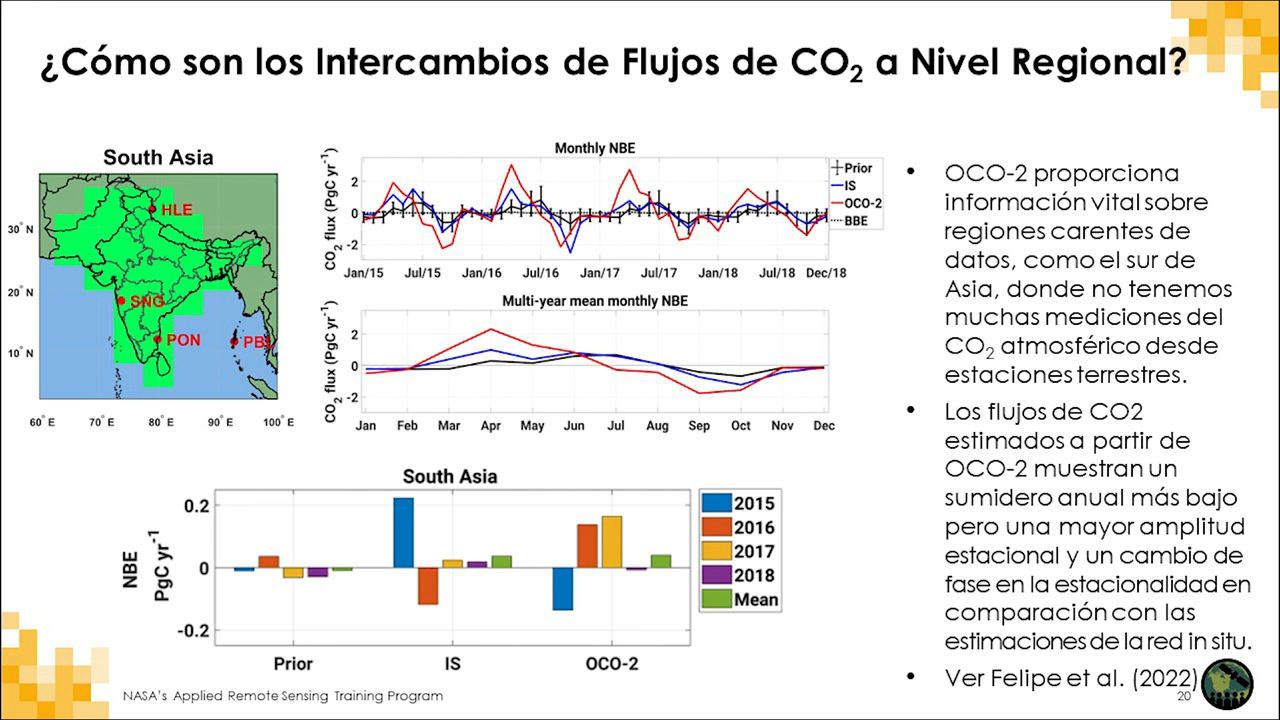 ¿Cómo son los Intercambios de Flujos de CO₂ a Nivel Regional?
South Asia
HLE
SNG
PON
PBL
30° N
20° N
10° N
60° E 70° E 80° E 90° E 100° E
Monthly NBE
CO₂ flux (PgC yr⁻¹)
2
0
-2
Prior
IS
OCO-2
BBE
Jan/15 Jul/15 Jan/16 Jul/16 Jan/17 Jul/17 Jan/18 Jul/18 Dec/18
Multi-year mean monthly NBE
CO₂ flux (PgC yr⁻¹)
2
0
-2
Jan Feb Mar Apr May Jun Jul Aug Sep Oct Nov Dec
South Asia
NBE
PgC yr⁻¹
0.2
0
-0.2
2015
2016
2017
2018
Mean
Prior IS OCO-2
• OCO-2 proporciona
información vital sobre
regiones carentes de
datos, como el sur de
Asia, donde no tenemos
muchas mediciones del
CO₂ atmosférico desde
estaciones terrestres.
• Los flujos de CO2
estimados a partir de
OCO-2 muestran un
sumidero anual más bajo
pero una mayor amplitud
estacional y un cambio de
fase en la estacionalidad en
comparación con las
estimaciones de la red in situ.
• Ver Felipe et al. (2022)
NASA's Applied Remote Sensing Training Program
20